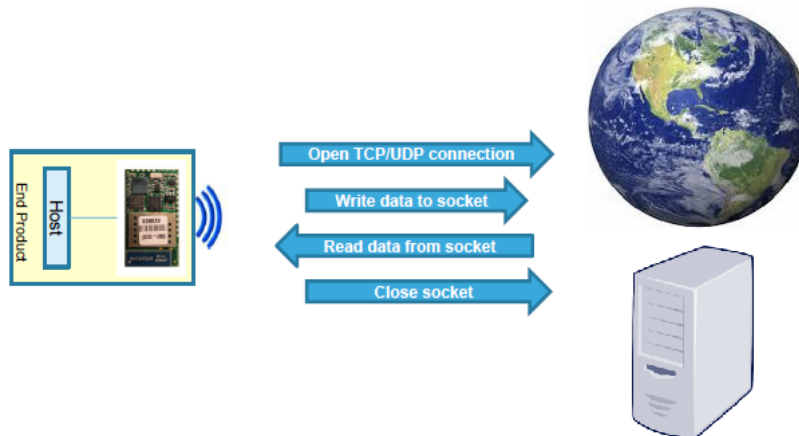 Open TCP/UDP connection
Write data to socket
Read data from socket
Close socket
Host
End Product